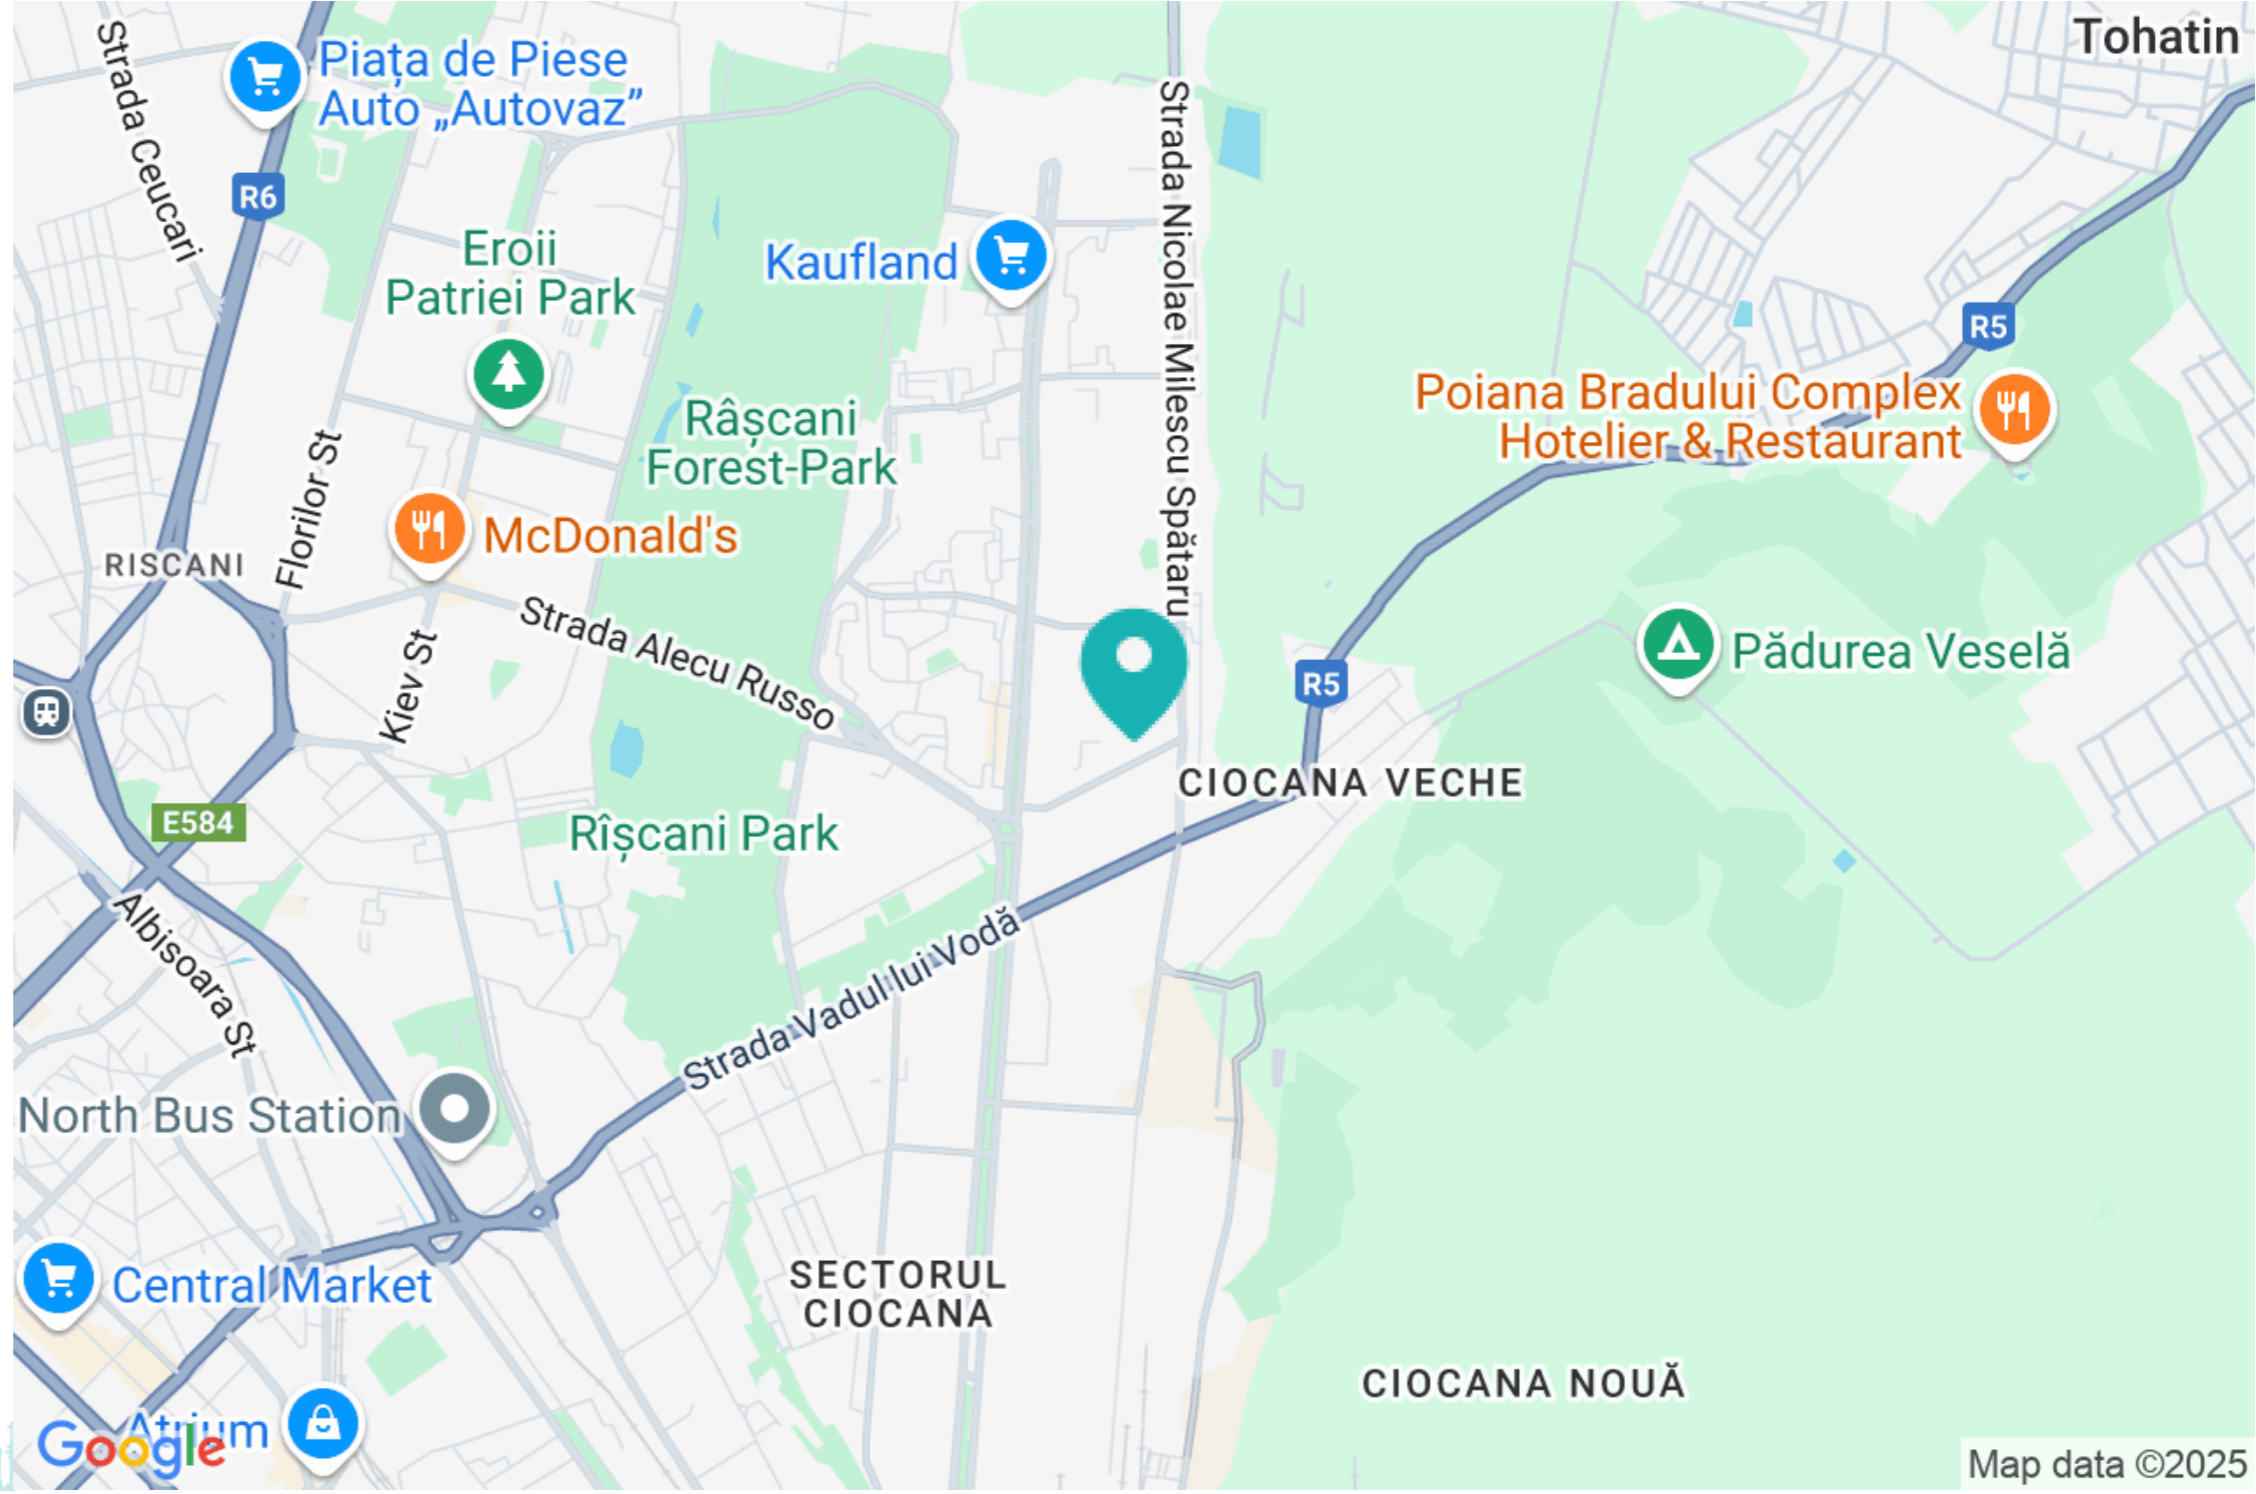 Tohatin
Strada Ceucari
Piața de Piese
Auto „Autovaz”
R6
Strada Nicolae Milescu Spătaru
Eroii
Patriei Park
Kaufland
R5
Poiana Bradului Complex
Hotelier & Restaurant
Râșcani
Forest-Park
Florilor St
McDonald's
RISCANI
Strada Alecu Russo
Kiev St
R5
Pădurea Veselă
CIOCANA VECHE
E584
Rîșcani Park
Albisoara St
Strada Vadul lui Vodă
North Bus Station
Central Market
SECTORUL
CIOCANA
CIOCANA NOUĂ
Atrium
Google
Map data ©2025